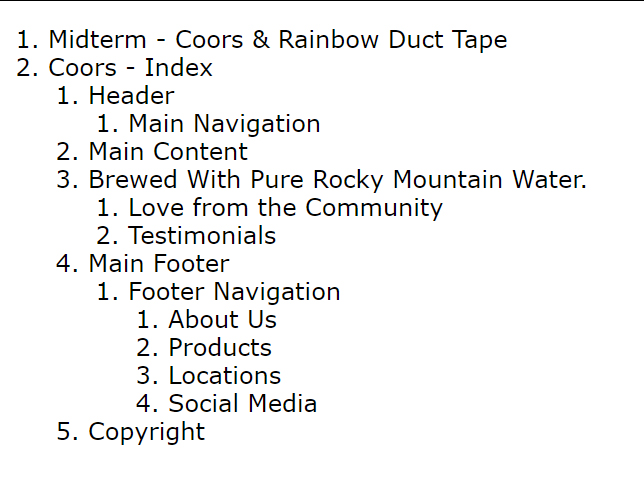 1. Midterm - Coors & Rainbow Duct Tape
2. Coors - Index
1. Header
1. Main Navigation
2. Main Content
3. Brewed With Pure Rocky Mountain Water.
1. Love from the Community
2. Testimonials
4. Main Footer
1. Footer Navigation
1. About Us
2. Products
3. Locations
4. Social Media
5. Copyright